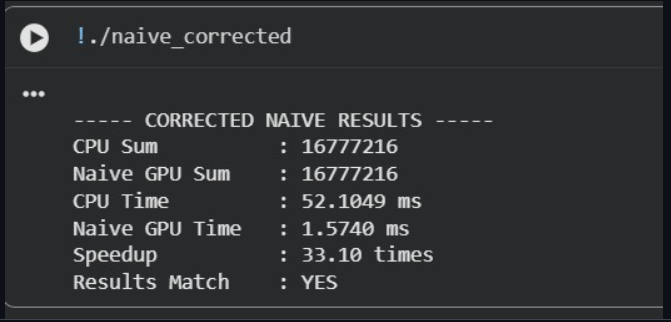 !./naive_corrected
----- CORRECTED NAIVE RESULTS -----
CPU Sum : 16777216
Naive GPU Sum : 16777216
CPU Time : 52.1049 ms
Naive GPU Time : 1.5740 ms
Speedup : 33.10 times
Results Match : YES